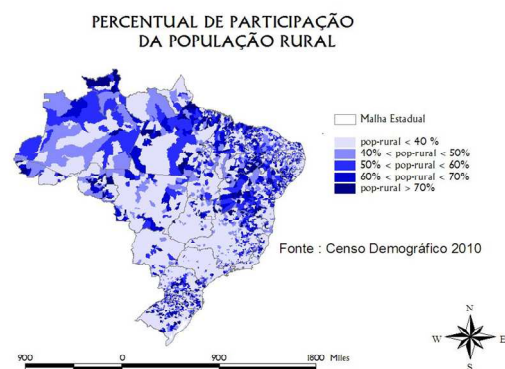 PERCENTUAL DE PARTICIPAÇÃO
DA POPULAÇÃO RURAL
Malha Estadual
pop-rural < 40 %
40% < pop-rural < 50%
50% < pop-rural < 60%
60% < pop-rural < 70%
pop-rural > 70%
Fonte : Censo Demográfico 2010
N
W E
S
900 0 900 1800 Miles